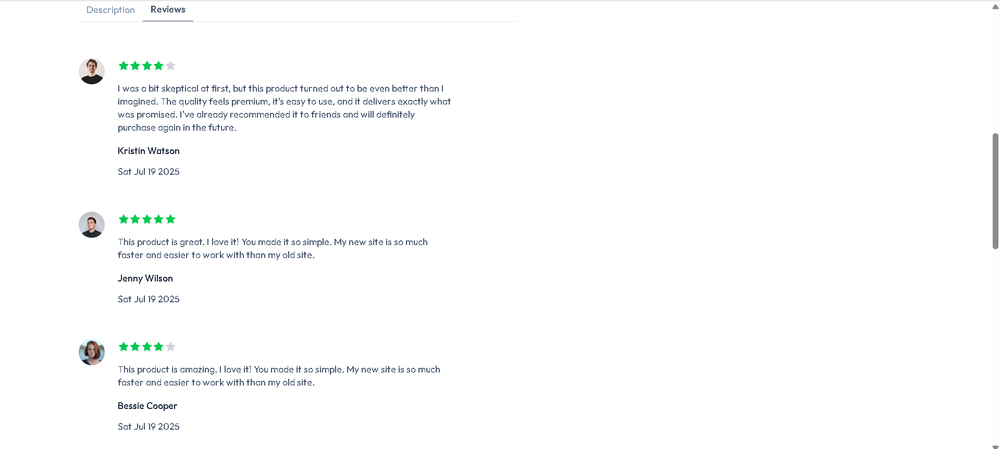 Description Reviews
I was a bit skeptical at first, but this product turned out to be even better than I
imagined. The quality feels premium, it's easy to use, and it delivers exactly what
was promised. I've already recommended it to friends and will definitely
purchase again in the future.
Kristin Watson
Sat Jul 19 2025
This product is great. I love it! You made it so simple. My new site is so much
faster and easier to work with than my old site.
Jenny Wilson
Sat Jul 19 2025
This product is amazing. I love it! You made it so simple. My new site is so much
faster and easier to work with than my old site.
Bessie Cooper
Sat Jul 19 2025